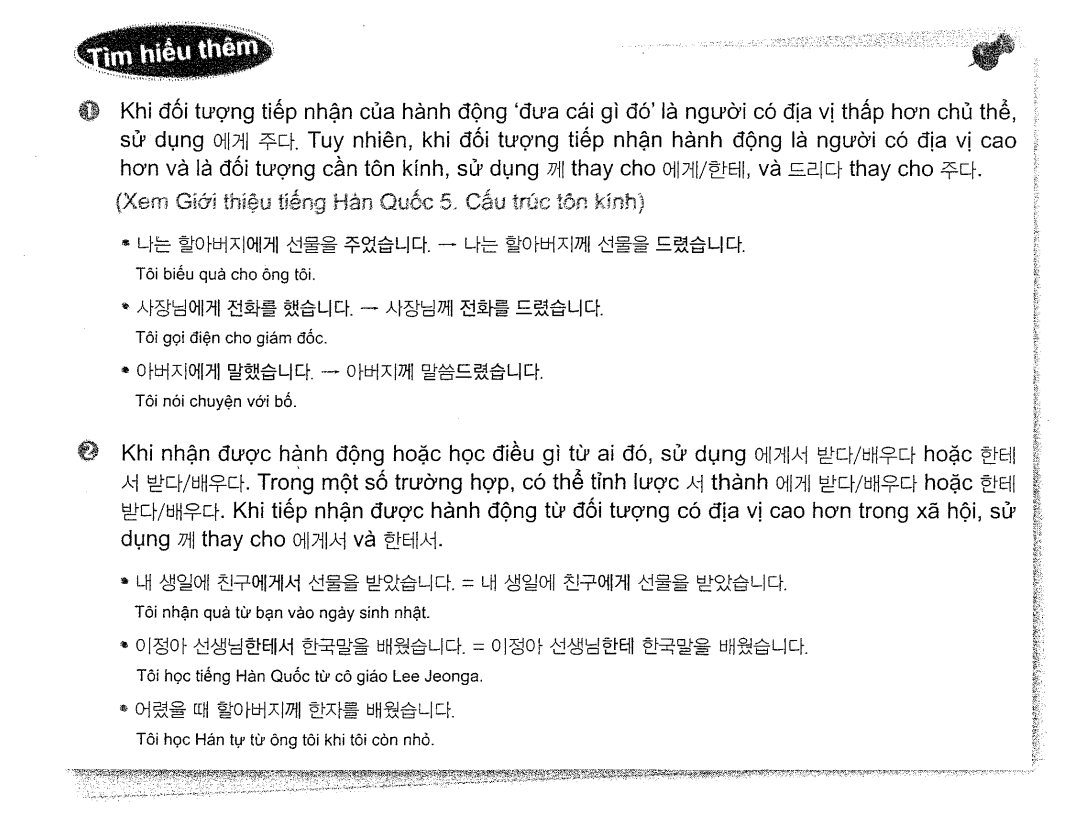 Tìm hiểu thêm
❶ Khi đối tượng tiếp nhận của hành động ‘đưa cái gì đó’ là người có địa vị thấp hơn chủ thể,
sử dụng 에게 주다. Tuy nhiên, khi đối tượng tiếp nhận hành động là người có địa vị cao
hơn và là đối tượng cần tôn kính, sử dụng 께 thay cho 에게/한테, và 드리다 thay cho 주다.
(Xem Giới thiệu tiếng Hàn Quốc 5. Cấu trúc tôn kính)
• 나는 할아버지에게 선물을 주었습니다. → 나는 할아버지께 선물을 드렸습니다.
Tôi biếu quà cho ông tôi.
• 사장님에게 전화를 했습니다. → 사장님께 전화를 드렸습니다.
Tôi gọi điện cho giám đốc.
• 아버지에게 말했습니다. → 아버지께 말씀드렸습니다.
Tôi nói chuyện với bố.
❷ Khi nhận được hành động hoặc học điều gì từ ai đó, sử dụng 에게서 받다/배우다 hoặc 한테
서 받다/배우다. Trong một số trường hợp, có thể tỉnh lược 서 thành 에게 받다/배우다 hoặc 한테
받다/배우다. Khi tiếp nhận được hành động từ đối tượng có địa vị cao hơn trong xã hội, sử
dụng 께 thay cho 에게서 và 한테서.
• 내 생일에 친구에게서 선물을 받았습니다. = 내 생일에 친구에게 선물을 받았습니다.
Tôi nhận quà từ bạn vào ngày sinh nhật.
• 이정아 선생님한테서 한국말을 배웠습니다. = 이정아 선생님한테 한국말을 배웠습니다.
Tôi học tiếng Hàn Quốc từ cô giáo Lee Jeonga.
• 어렸을 때 할아버지께 한자를 배웠습니다.
Tôi học Hán tự từ ông tôi khi tôi còn nhỏ.